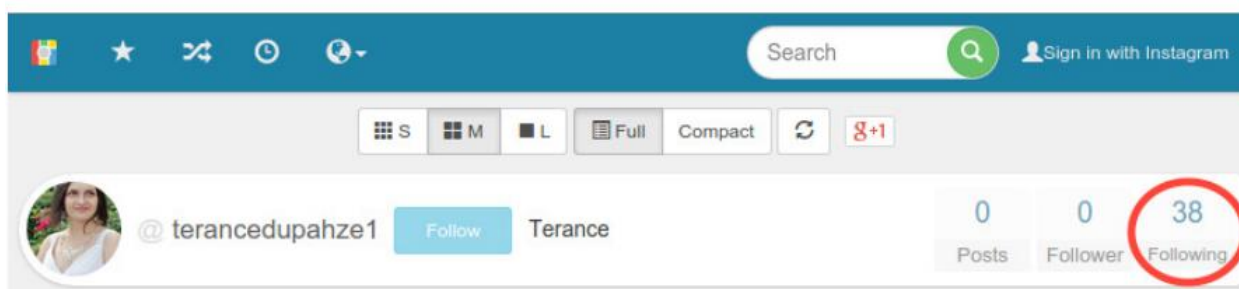 Search
Sign in with Instagram
S M L Full Compact g+1
@ terancedupahze1 Follow Terance
0 0 38
Posts Follower Following